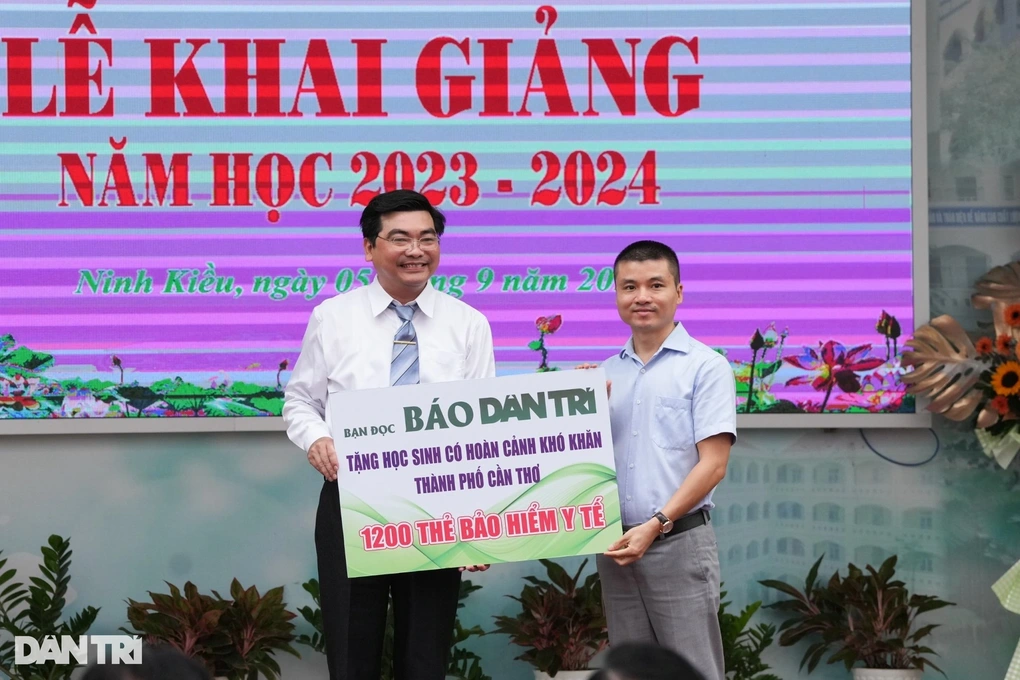 LỄ KHAI GIẢNG
NĂM HỌC 2023 - 2024
Ninh Kiều, ngày 05 9 năm
BẠN ĐỌC BÁO DÂN TRÍ
TẶNG HỌC SINH CÓ HOÀN CẢNH KHÓ KHĂN
THÀNH PHỐ CẦN THƠ
1200 THẺ BẢO HIỂM Y TẾ
DÂN TRÍ